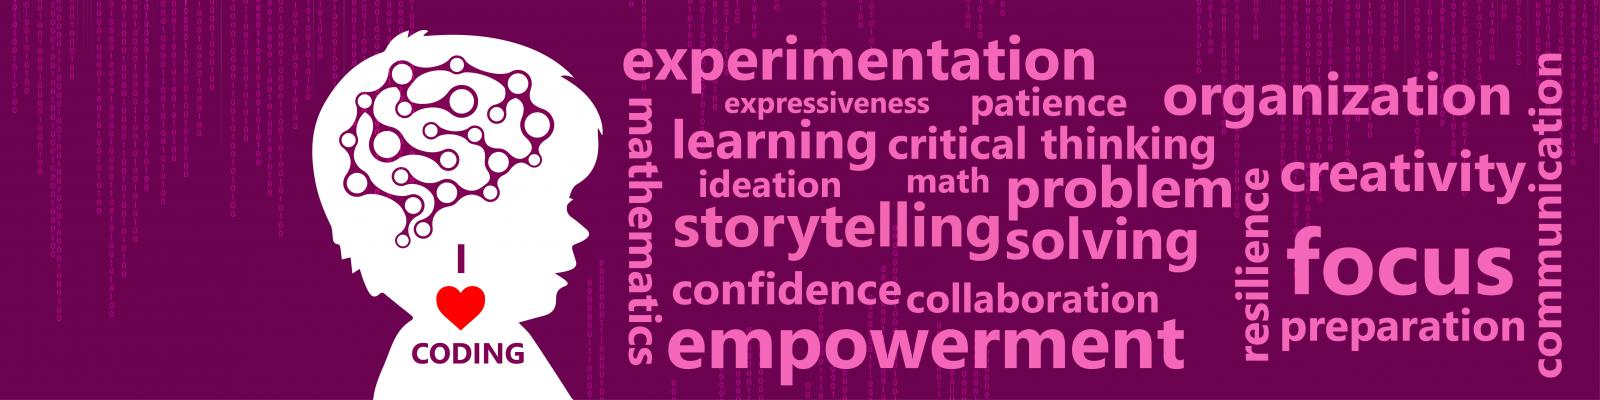 I
CODING
experimentation
expressiveness patience
organization
learning critical thinking
ideation math problem
storytelling solving
creativity
mathematics
confidence collaboration
empowerment
resilience
focus
preparation
communication